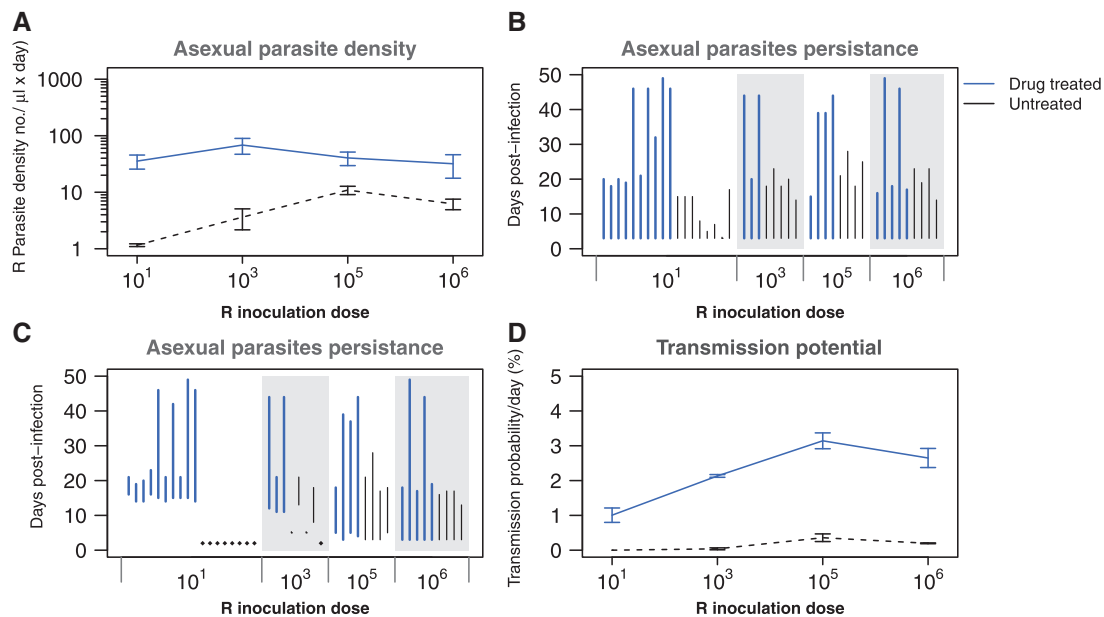 A
Asexual parasite density
R Parasite density no./ µl x day)
1000
100
10
1
10¹ 10³ 10⁵ 10⁶
R inoculation dose
B
Asexual parasites persistance
Days post−infection
50
40
30
20
10
0
10¹ 10³ 10⁵ 10⁶
R inoculation dose
Drug treated
Untreated
C
Asexual parasites persistance
Days post−infection
50
40
30
20
10
0
10¹ 10³ 10⁵ 10⁶
R inoculation dose
D
Transmission potential
Transmission probability/day (%)
5
4
3
2
1
0
10¹ 10³ 10⁵ 10⁶
R inoculation dose